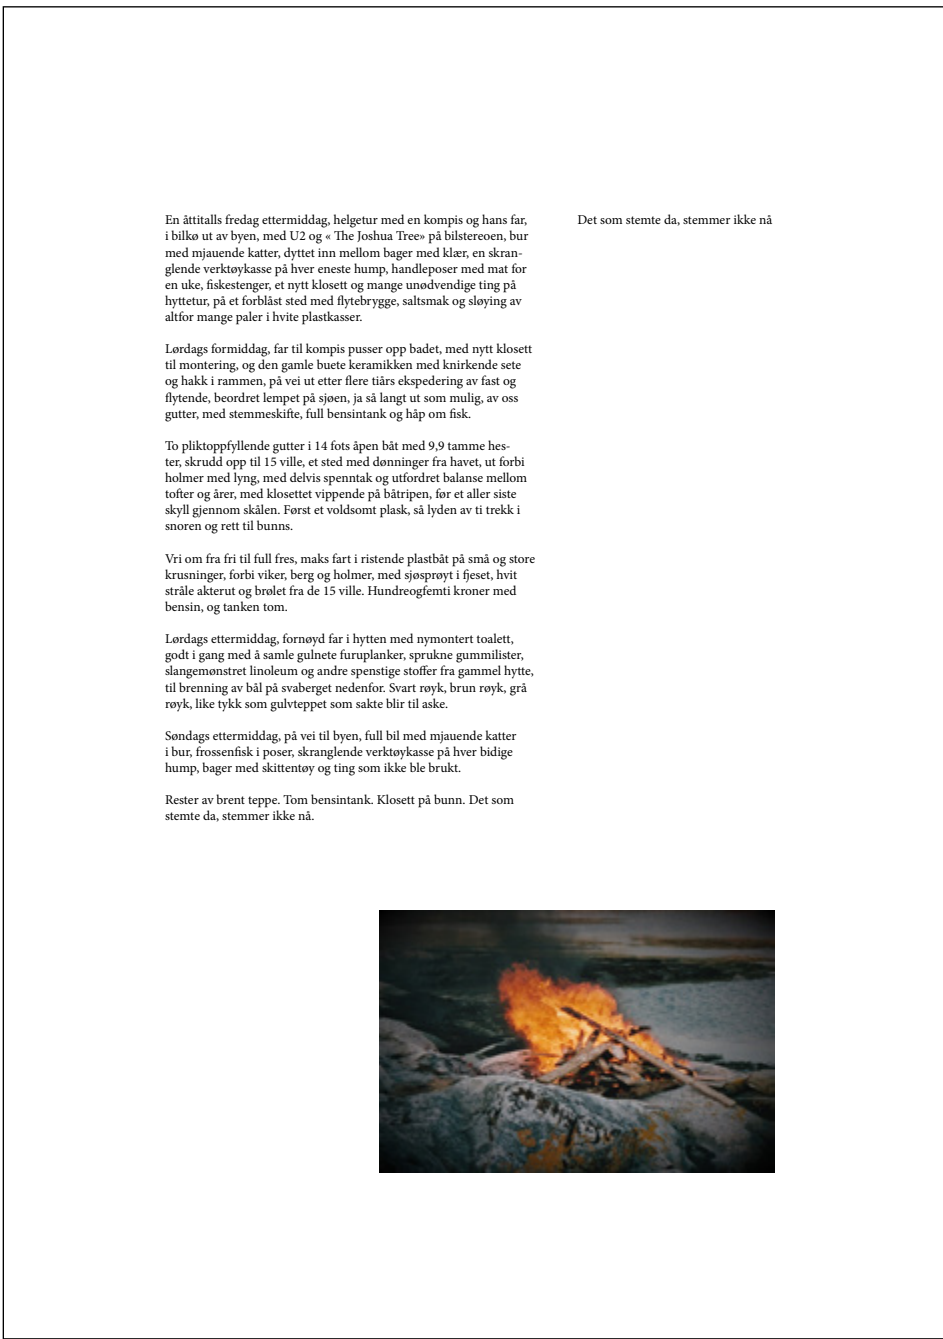 En åttitalls fredag ettermiddag, helgetur med en kompis og hans far,
i bilkø ut av byen, med U2 og « The Joshua Tree» på bilstereoen, bur
med mjauende katter, dyttet inn mellom bager med klær, en skran-
glende verktøykasse på hver eneste hump, handleposer med mat for
en uke, fiskestenger, et nytt klosett og mange unødvendige ting på
hyttetur, på et forblåst sted med flytebrygge, saltsmak og sløying av
altfor mange paler i hvite plastkasser.
Lørdags formiddag, far til kompis pusser opp badet, med nytt klosett
til montering, og den gamle buete keramikken med knirkende sete
og hakk i rammen, på vei ut etter flere tiårs ekspedering av fast og
flytende, beordret lempet på sjøen, ja så langt ut som mulig, av oss
gutter, med stemmeskifte, full bensintank og håp om fisk.
To pliktoppfyllende gutter i 14 fots åpen båt med 9,9 tamme hes-
ter, skrudd opp til 15 ville, et sted med dønninger fra havet, ut forbi
holmer med lyng, med delvis spenntak og utfordret balanse mellom
tofter og årer, med klosettet vippende på båtripen, før et aller siste
skyll gjennom skålen. Først et voldsomt plask, så lyden av ti trekk i
snoren og rett til bunns.
Vri om fra fri til full fres, maks fart i ristende plastbåt på små og store
krusninger, forbi viker, berg og holmer, med sjøsprøyt i fjeset, hvit
stråle akterut og brølet fra de 15 ville. Hundreogfemti kroner med
bensin, og tanken tom.
Lørdags ettermiddag, fornøyd far i hytten med nymontert toalett,
godt i gang med å samle gulnete furuplanker, sprukne gummilister,
slangemønstret linoleum og andre spenstige stoffer fra gammel hytte,
til brenning av bål på svaberget nedenfor. Svart røyk, brun røyk, grå
røyk, like tykk som gulvteppet som sakte blir til aske.
Søndags ettermiddag, på vei til byen, full bil med mjauende katter
i bur, frossenfisk i poser, skranglende verktøykasse på hver bidige
hump, bager med skittentøy og ting som ikke ble brukt.
Rester av brent teppe. Tom bensintank. Klosett på bunn. Det som
stemte da, stemmer ikke nå.
Det som stemte da, stemmer ikke nå